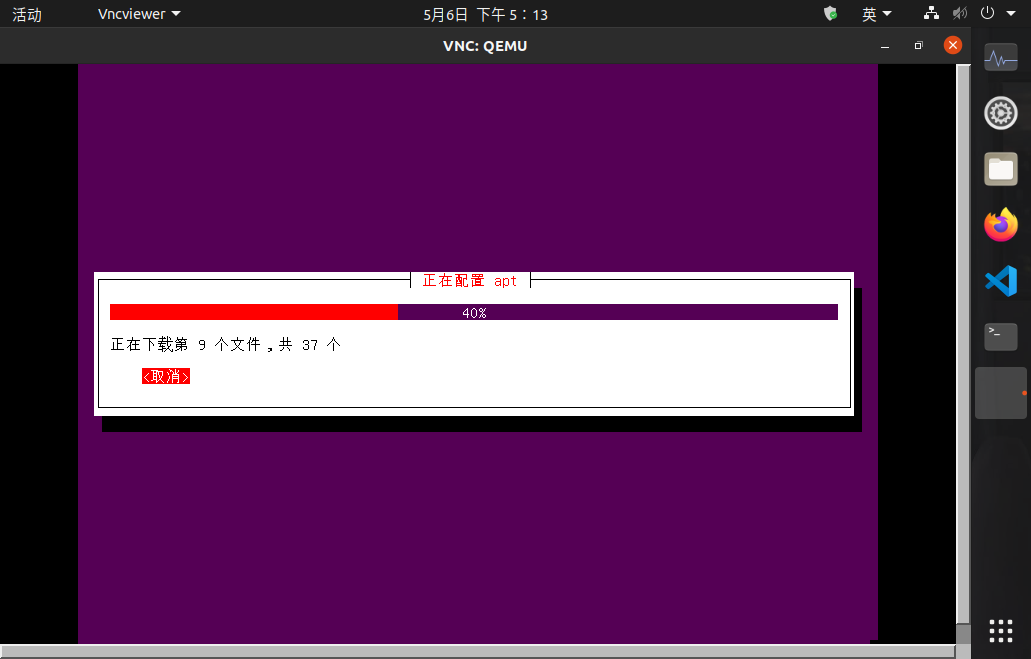 活动
Vncviewer
5月6日 下午 5：13
英
VNC: QEMU
正在配置 apt
40%
正在下载第 9 个文件，共 37 个
<取消>